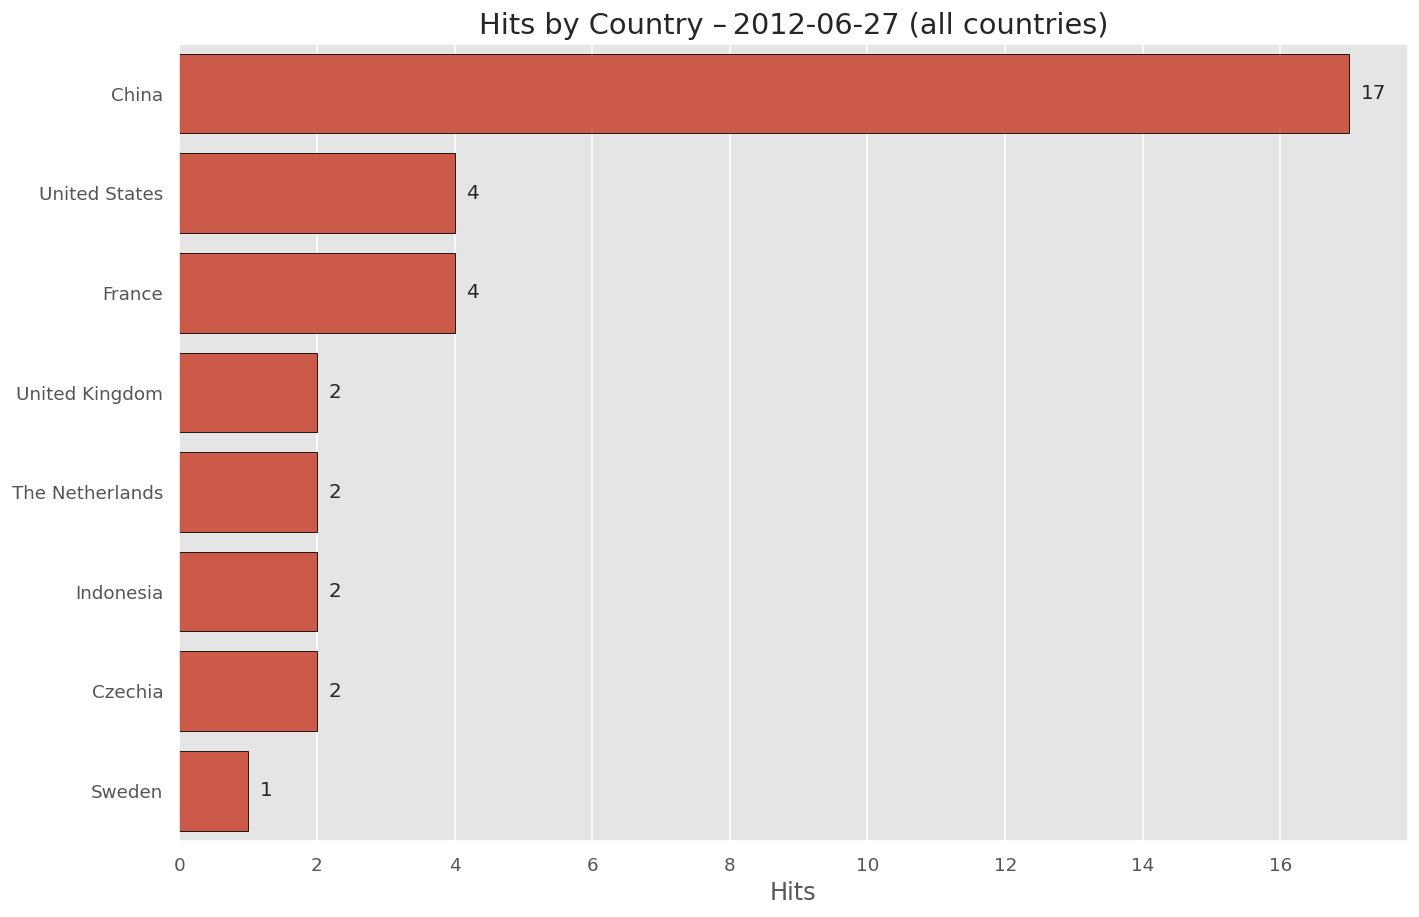 Hits by Country – 2012-06-27 (all countries)
China
17
United States
4
France
4
United Kingdom
2
The Netherlands
2
Indonesia
2
Czechia
2
Sweden
1
0 2 4 6 8 10 12 14 16
Hits